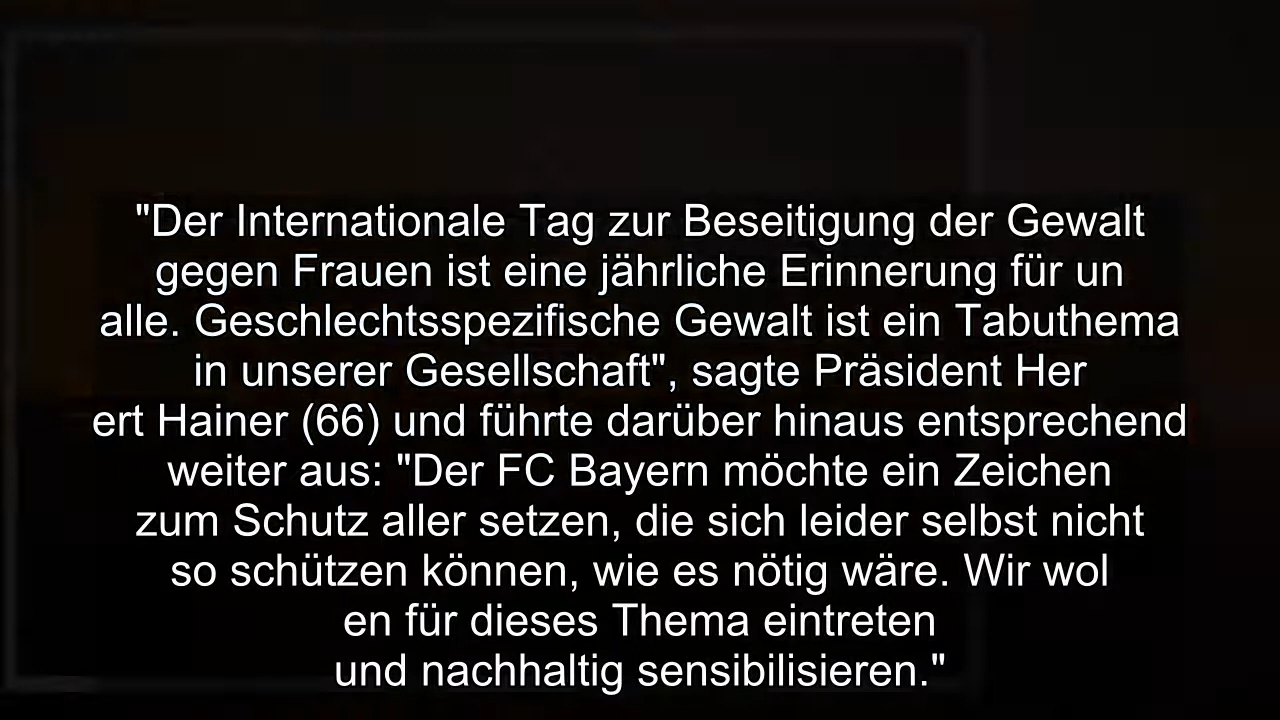 "Der Internationale Tag zur Beseitigung der Gewalt
gegen Frauen ist eine jährliche Erinnerung für un
alle. Geschlechtsspezifische Gewalt ist ein Tabuthema
in unserer Gesellschaft", sagte Präsident Her
ert Hainer (66) und führte darüber hinaus entsprechend
weiter aus: "Der FC Bayern möchte ein Zeichen
zum Schutz aller setzen, die sich leider selbst nicht
so schützen können, wie es nötig wäre. Wir wol
en für dieses Thema eintreten
und nachhaltig sensibilisieren."